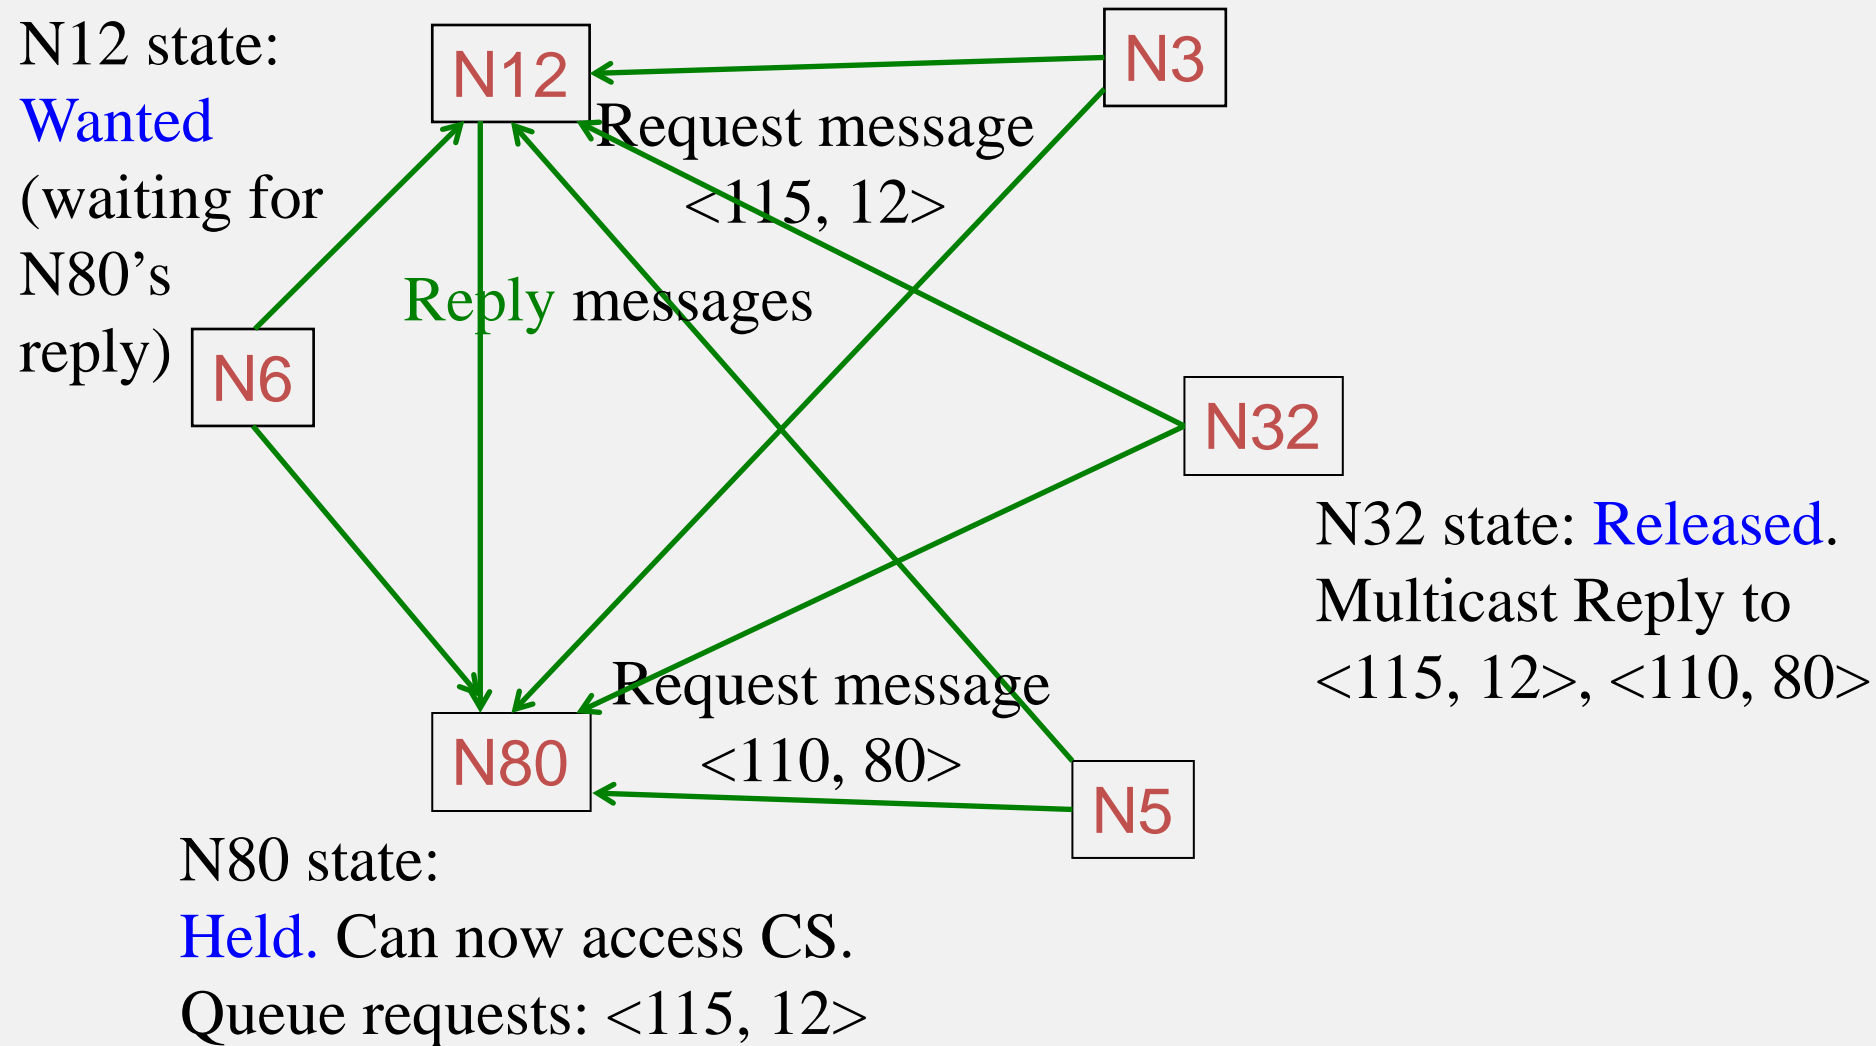 N12 state:
Wanted
(waiting for
N80’s
reply)
N12
N3
Request message
<115, 12>
Reply messages
N6
N32
N32 state: Released.
Multicast Reply to
<115, 12>, <110, 80>
Request message
<110, 80>
N80
N5
N80 state:
Held. Can now access CS.
Queue requests: <115, 12>